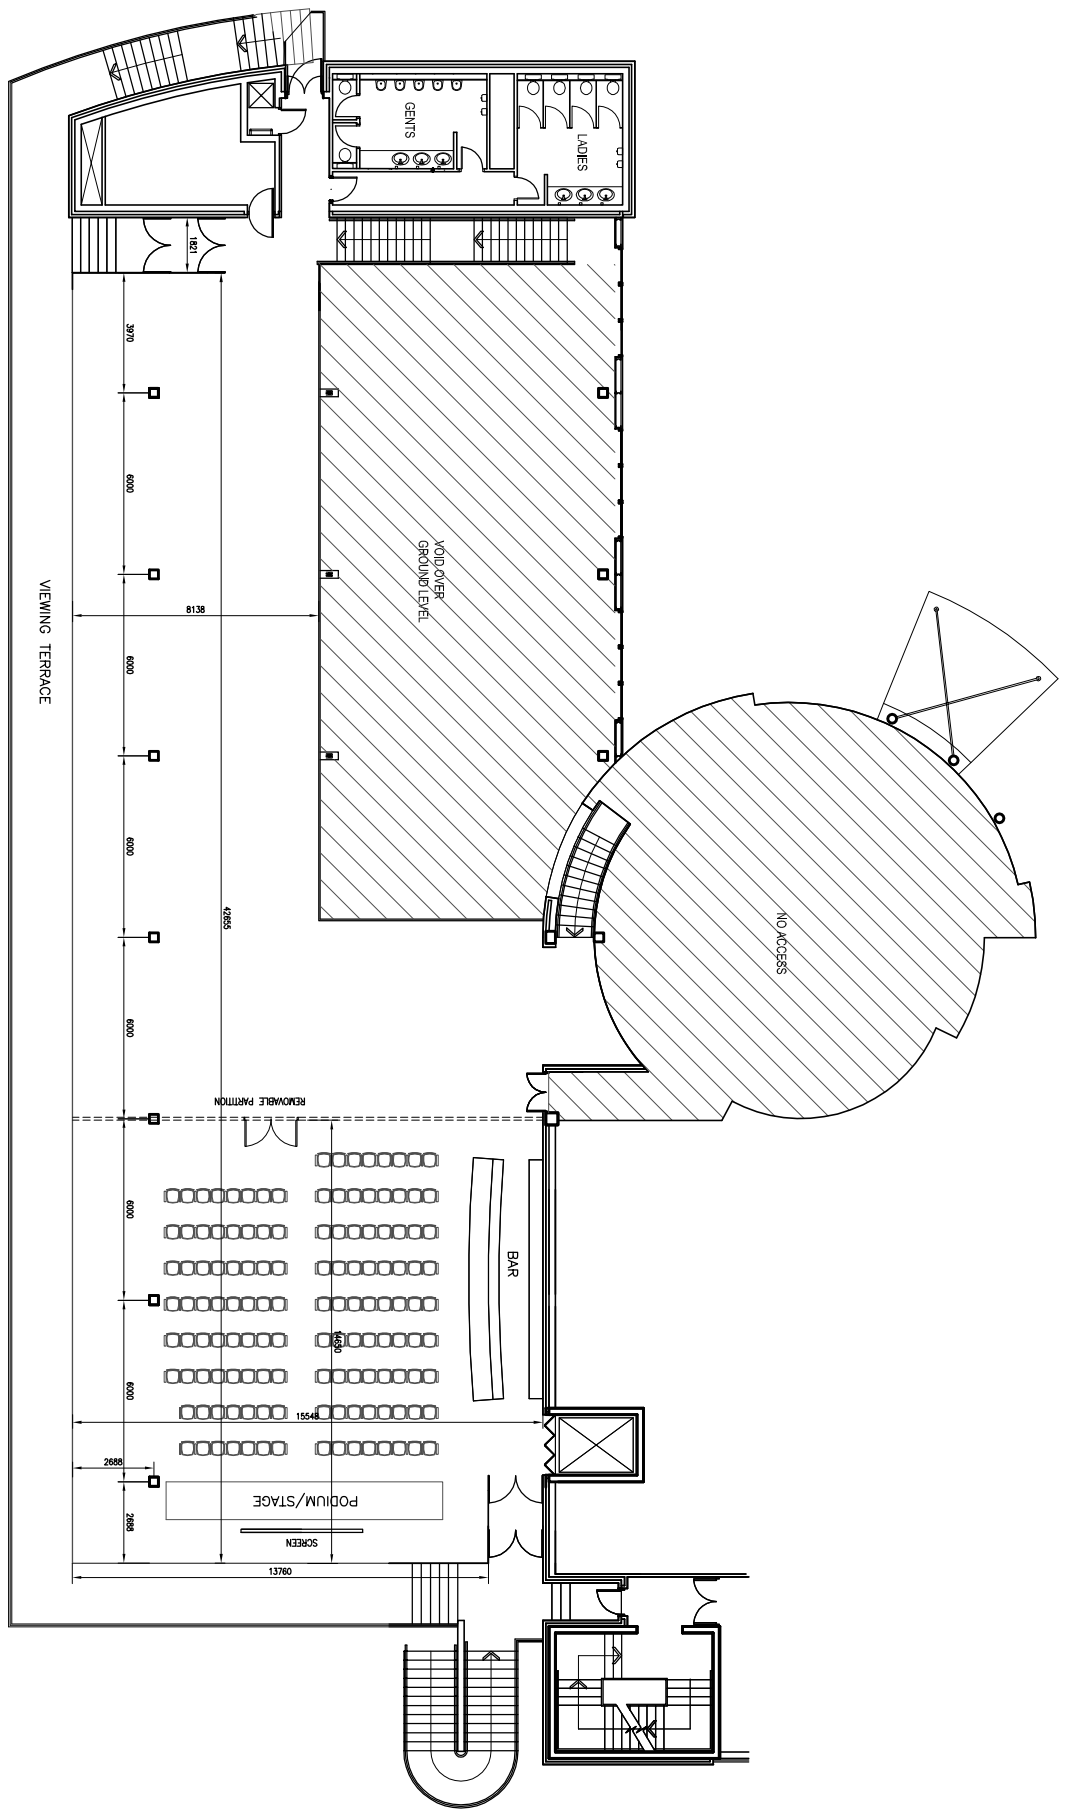 GENTS
LADIES
1821
3970
6000
VOID OVER
GROUND LEVEL
VIEWING TERRACE
8138
6000
6000
42655
NO ACCESS
6000
REMOVABLE PARTITION
6000
BAR
14650
6000
15548
2688
PODIUM/STAGE
2688
SCREEN
13760
6000